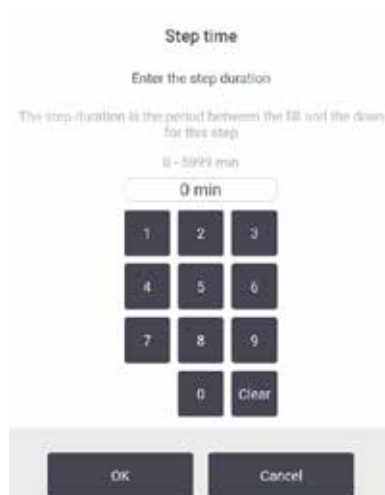 Step time
Enter the step duration
The step duration is the period between the fill and the down
for this step
0 - 5999 min
0 min
1 2 3
4 5 6
7 8 9
0 Clear
OK Cancel